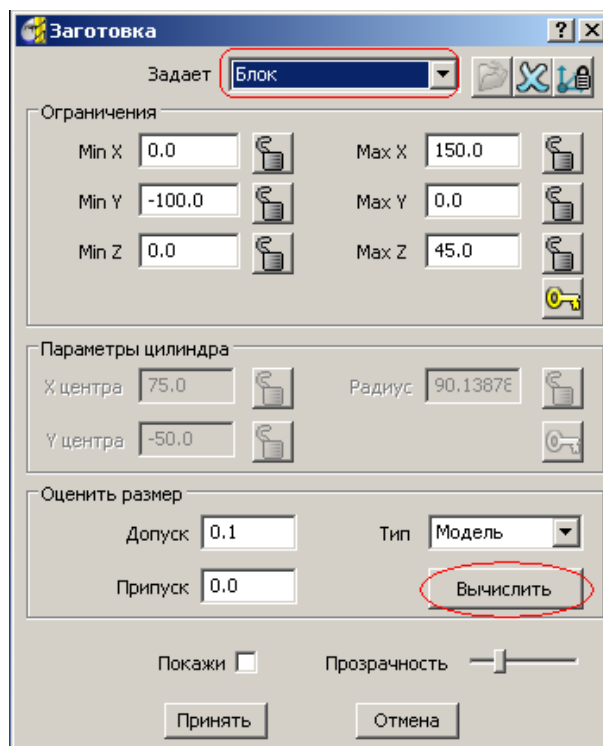 Заготовка
Задает Блок
Ограничения
Min X 0.0 Max X 150.0
Min Y -100.0 Max Y 0.0
Min Z 0.0 Max Z 45.0
Параметры цилиндра
X центра 75.0 Радиус 90.13878
Y центра -50.0
Оценить размер
Допуск 0.1 Тип Модель
Припуск 0.0 Вычислить
Покажи Прозрачность
Принять Отмена